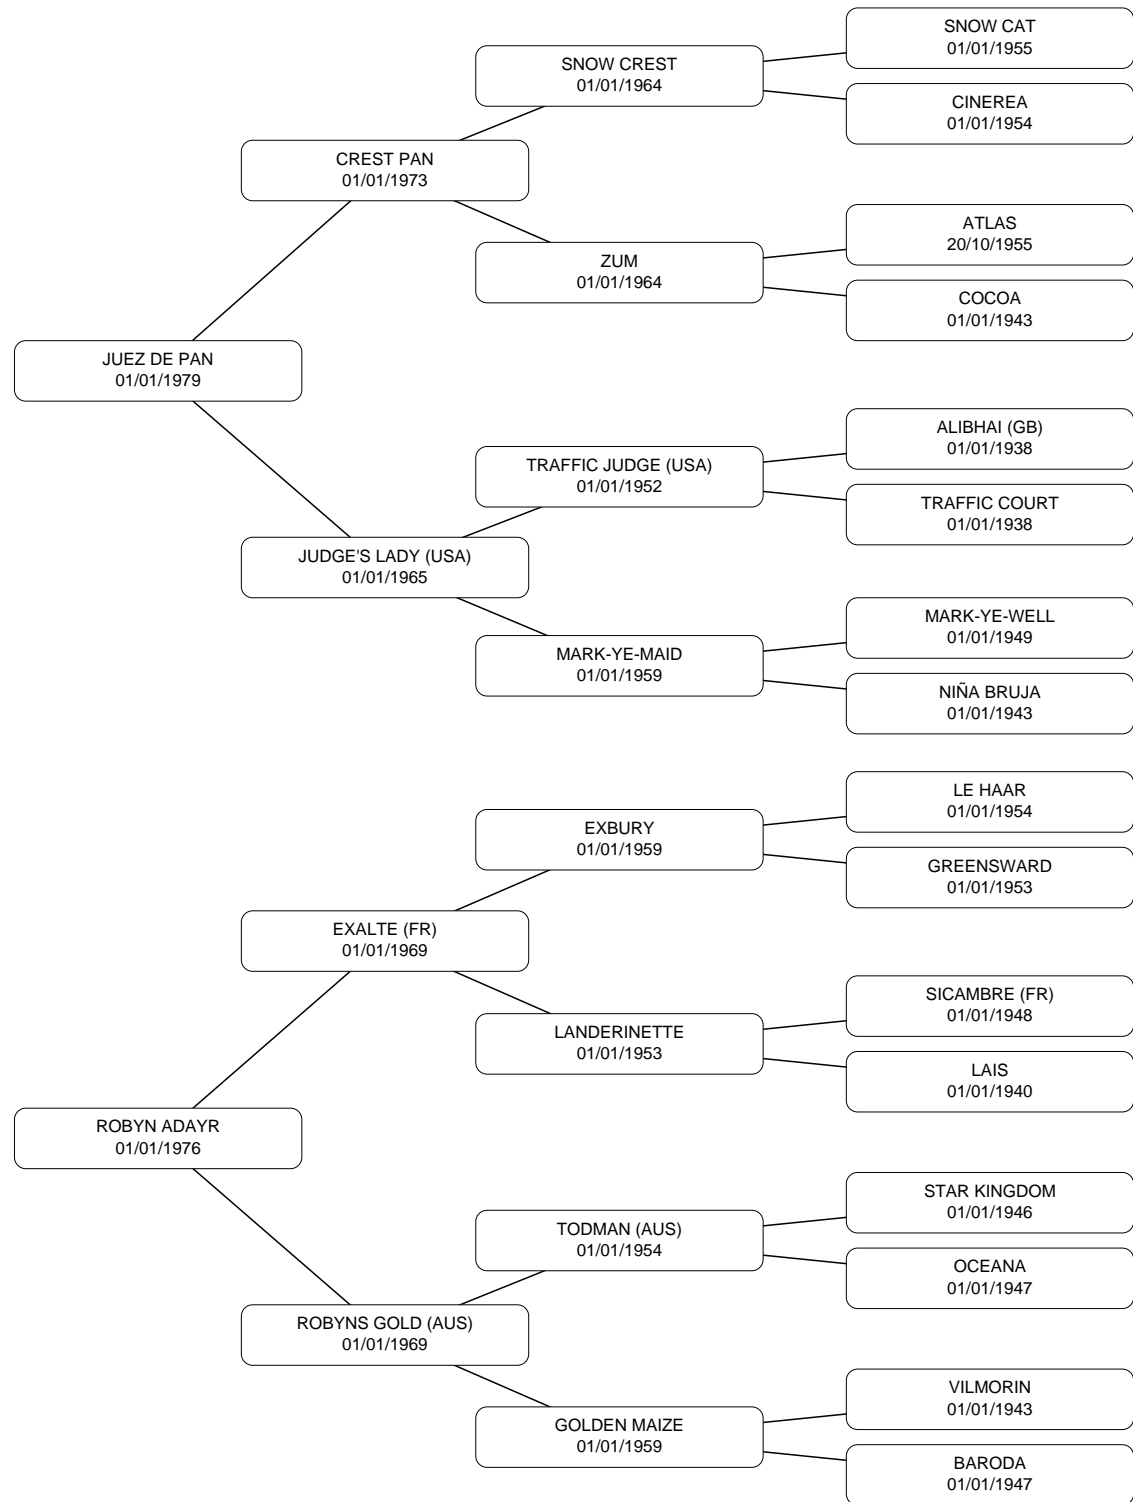 SNOW CAT
01/01/1955
SNOW CREST
01/01/1964
CINEREA
01/01/1954
CREST PAN
01/01/1973
ATLAS
20/10/1955
ZUM
01/01/1964
COCOA
01/01/1943
JUEZ DE PAN
01/01/1979
ALIBHAI (GB)
01/01/1938
TRAFFIC JUDGE (USA)
01/01/1952
TRAFFIC COURT
01/01/1938
JUDGE'S LADY (USA)
01/01/1965
MARK-YE-WELL
01/01/1949
MARK-YE-MAID
01/01/1959
NIÑA BRUJA
01/01/1943
LE HAAR
01/01/1954
EXBURY
01/01/1959
GREENSWARD
01/01/1953
EXALTE (FR)
01/01/1969
SICAMBRE (FR)
01/01/1948
LANDERINETTE
01/01/1953
LAIS
01/01/1940
ROBYN ADAYR
01/01/1976
STAR KINGDOM
01/01/1946
TODMAN (AUS)
01/01/1954
OCEANA
01/01/1947
ROBYNS GOLD (AUS)
01/01/1969
VILMORIN
01/01/1943
GOLDEN MAIZE
01/01/1959
BARODA
01/01/1947